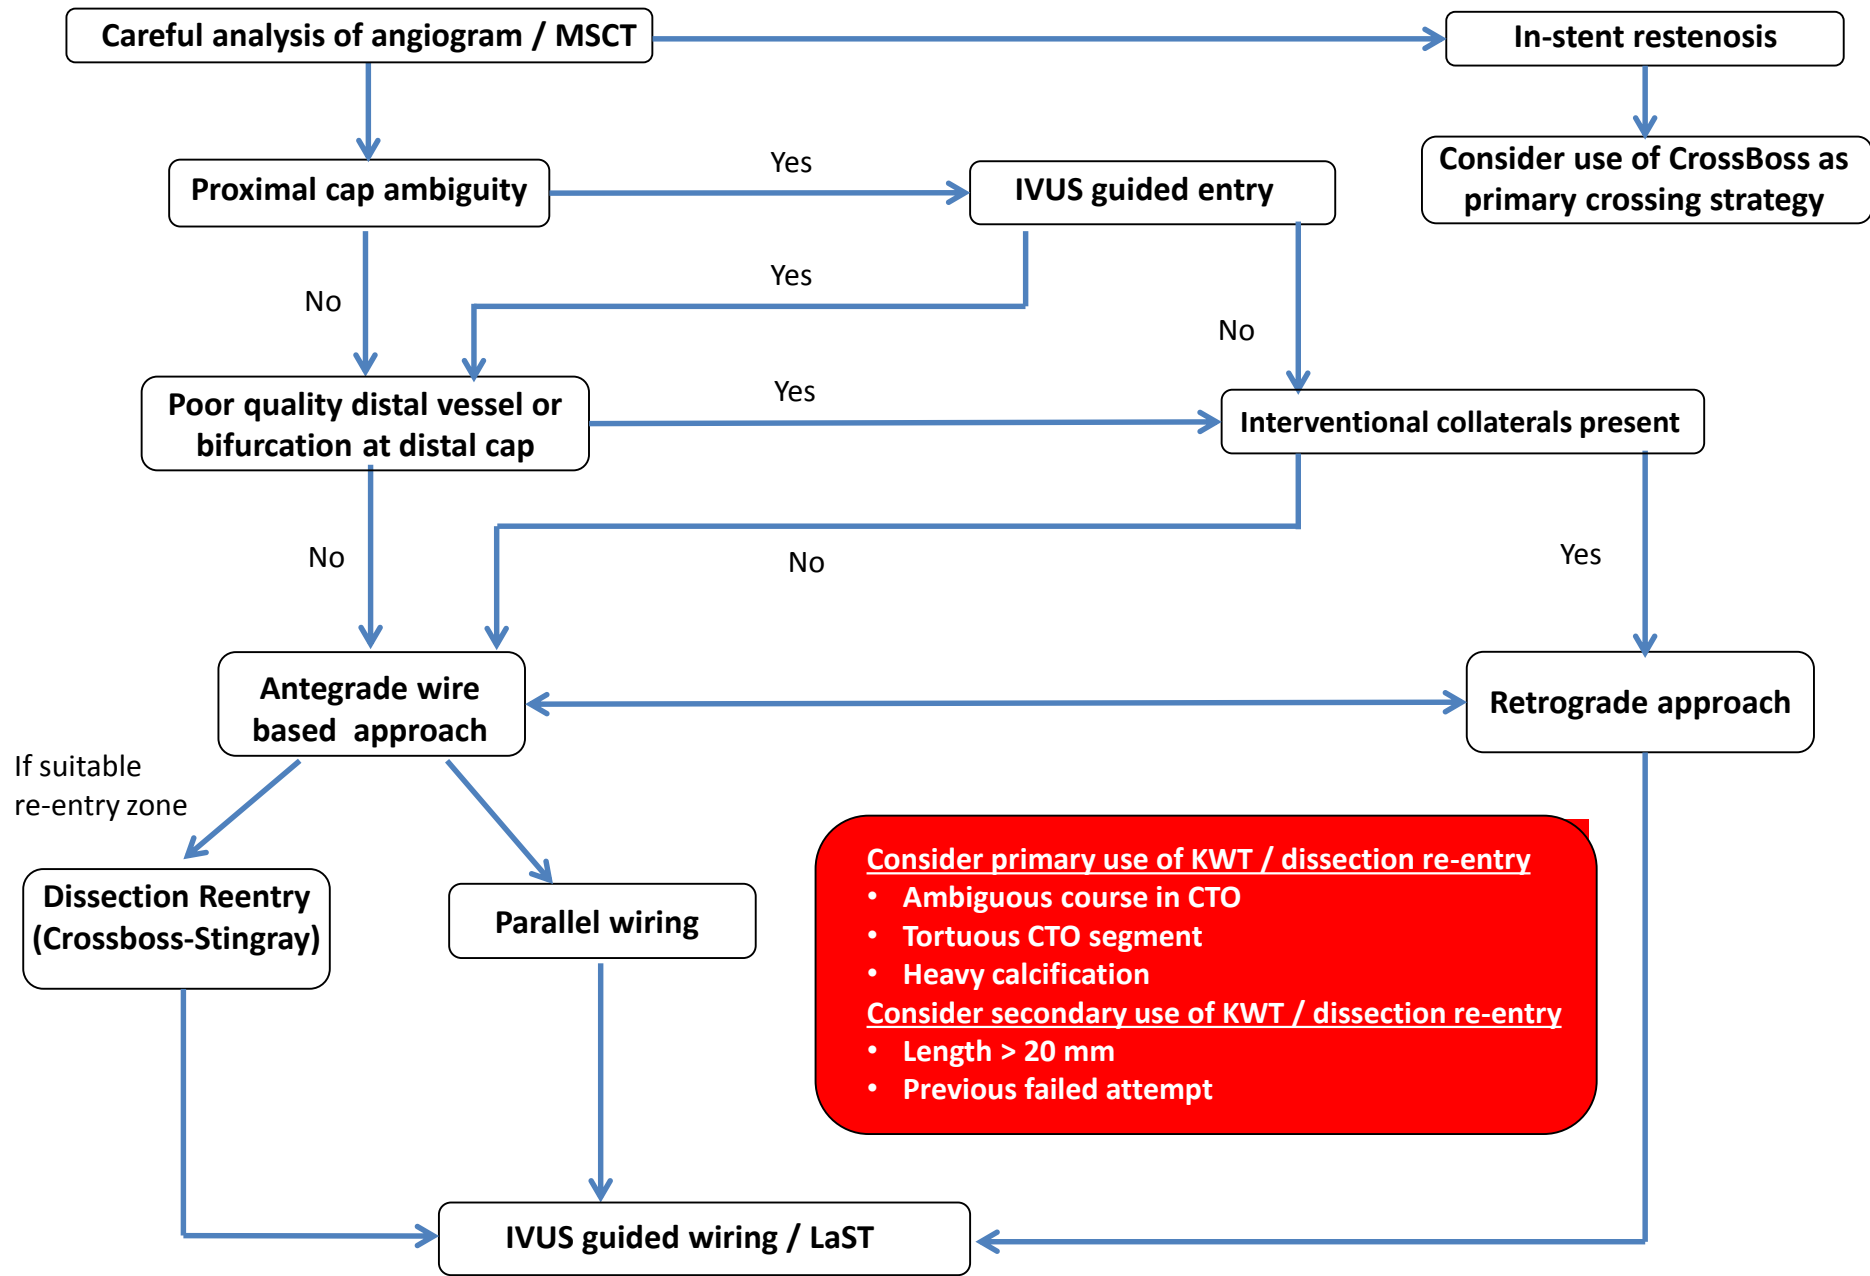 Careful analysis of angiogram / MSCT
In-stent restenosis
Consider use of CrossBoss as
primary crossing strategy
Proximal cap ambiguity
Yes
IVUS guided entry
Yes
No
No
Poor quality distal vessel or
bifurcation at distal cap
Yes
Interventional collaterals present
No
No
Yes
Antegrade wire
based approach
Retrograde approach
If suitable
re-entry zone
Dissection Reentry
(Crossboss-Stingray)
Parallel wiring
Consider primary use of KWT / dissection re-entry
• Ambiguous course in CTO
• Tortuous CTO segment
• Heavy calcification
Consider secondary use of KWT / dissection re-entry
• Length > 20 mm
• Previous failed attempt
IVUS guided wiring / LaST